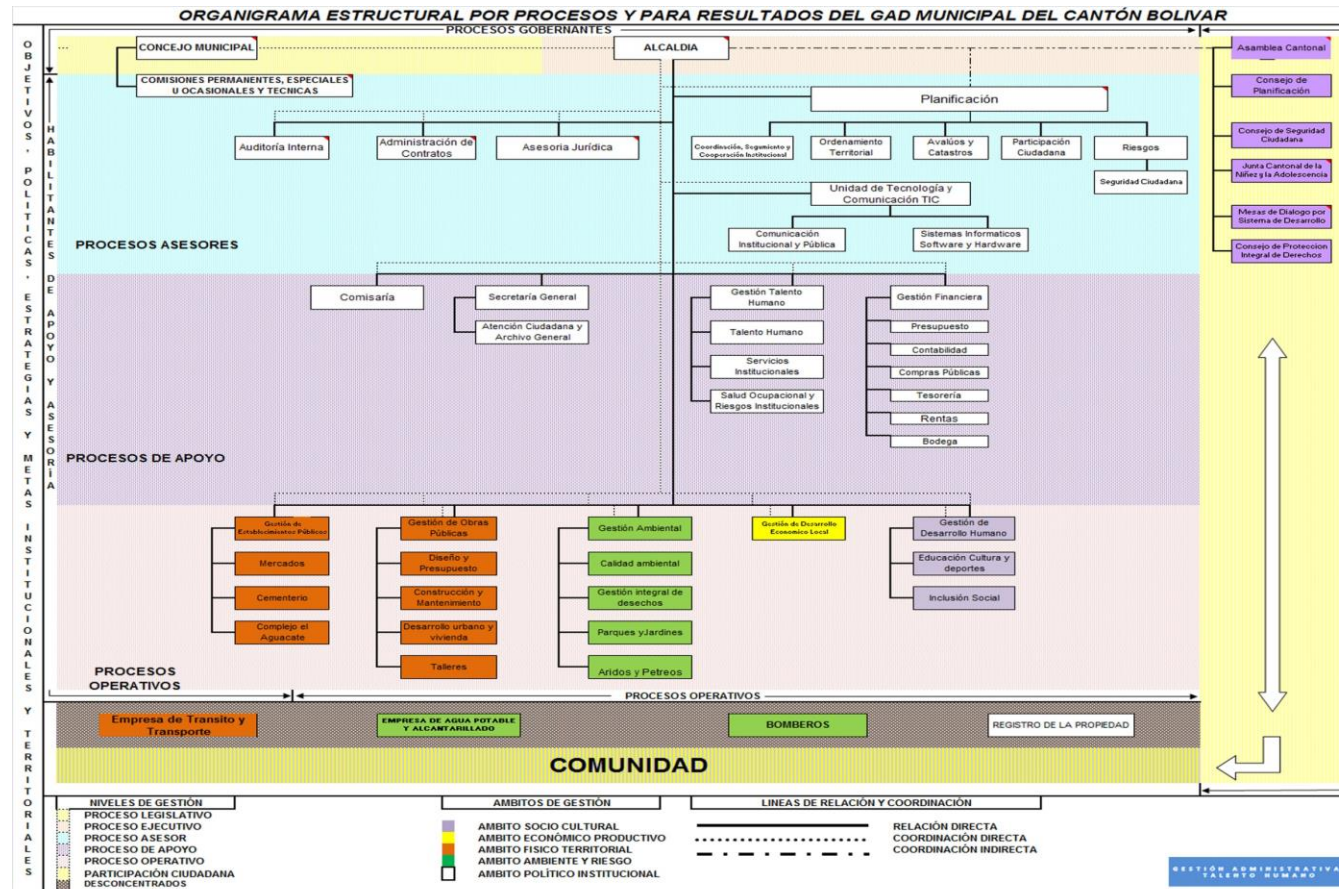 ORGANIGRAMA ESTRUCTURAL POR PROCESOS Y PARA RESULTADOS DEL GAD MUNICIPAL DEL CANTÓN BOLIVAR
PROCESOS GOBERNANTES
OBJETIVOS, POLITICAS, ESTRATEGIAS Y METAS INSTITUCIONALES Y TERRITORIALES
HABILITANTES DE APOYO Y ASESORÍA
CONCEJO MUNICIPAL
ALCALDIA
COMISIONES PERMANENTES, ESPECIALES
U OCASIONALES Y TECNICAS
Planificación
Auditoría Interna
Administración de
Contratos
Asesoria Jurídica
Coordinación, Seguimiento y
Cooperación Institucional
Ordenamiento
Territorial
Avalúos y
Catastros
Participación
Ciudadana
Riesgos
Seguridad Ciudadana
Unidad de Tecnología y
Comunicación TIC
Comunicación
Institucional y Pública
Sistemas Informaticos
Software y Hardware
PROCESOS ASESORES
Comisaría
Secretaría General
Atención Ciudadana y
Archivo General
Gestión Talento
Humano
Talento Humano
Servicios
Institucionales
Salud Ocupacional y
Riesgos Institucionales
Gestión Financiera
Presupuesto
Contabilidad
Compras Públicas
Tesorería
Rentas
Bodega
PROCESOS DE APOYO
Gestión de
Establecimientos Públicos
Mercados
Cementerio
Complejo el
Aguacate
Gestión de Obras
Públicas
Diseño y
Presupuesto
Construcción y
Mantenimiento
Desarrollo urbano y
vivienda
Talleres
Gestión Ambiental
Calidad ambiental
Gestión integral de
desechos
Parques yJardines
Aridos y Petreos
Gestión de Desarrollo
Economico Local
Gestión de
Desarrollo Humano
Educación Cultura y
deportes
Inclusión Social
PROCESOS
OPERATIVOS
PROCESOS OPERATIVOS
Empresa de Transito y
Transporte
EMPRESA DE AGUA POTABLE
Y ALCANTARILLADO
BOMBEROS
REGISTRO DE LA PROPIEDAD
COMUNIDAD
Asamblea Cantonal
Consejo de
Planificación
Consejo de Seguridad
Ciudadana
Junta Cantonal de la
Niñez y la Adolescencia
Mesas de Dialogo por
Sistema de Desarrollo
Consejo de Proteccion
Integral de Derechos
NIVELES DE GESTIÓN
PROCESO LEGISLATIVO
PROCESO EJECUTIVO
PROCESO ASESOR
PROCESO DE APOYO
PROCESO OPERATIVO
PARTICIPACIÓN CIUDADANA
DESCONCENTRADOS
AMBITOS DE GESTIÓN
AMBITO SOCIO CULTURAL
AMBITO ECONÒMICO PRODUCTIVO
AMBITO FISICO TERRITORIAL
AMBITO AMBIENTE Y RIESGO
AMBITO POLÍTICO INSTITUCIONAL
LINEAS DE RELACIÓN Y COORDINACIÓN
RELACIÓN DIRECTA
COORDINACIÓN DIRECTA
COORDINACIÓN INDIRECTA
GESTIÓN ADMINISTRATIVA
TALENTO HUMANO